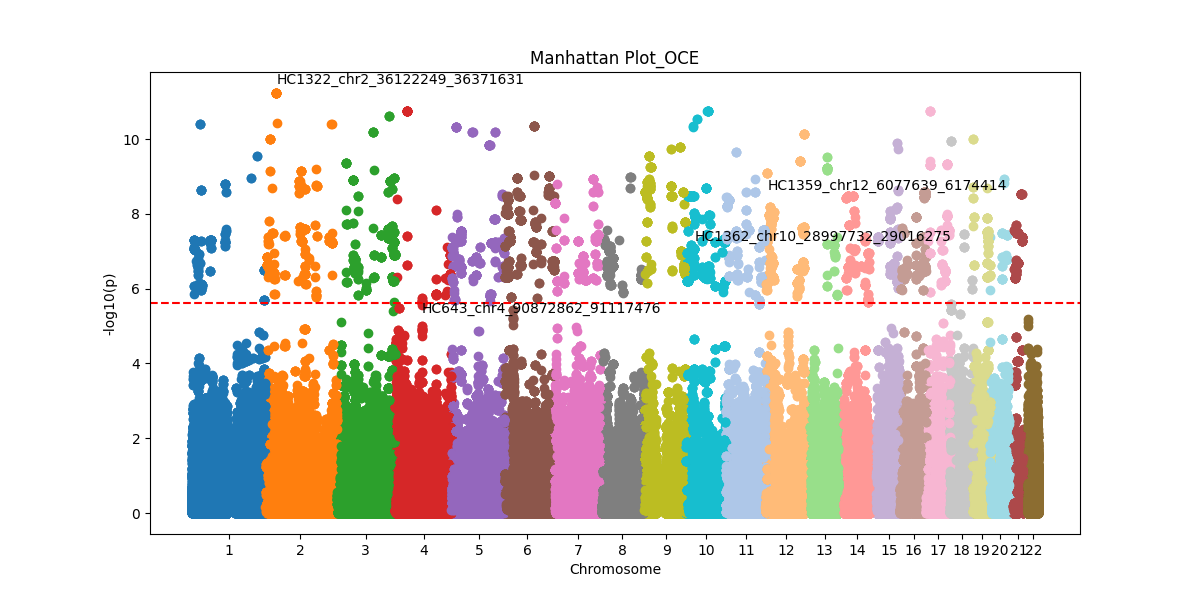 Manhattan Plot_OCE
HC1322_chr2_36122249_36371631
HC1359_chr12_6077639_6174414
HC1362_chr10_28997732_29016275
HC643_chr4_90872862_91117476
-log10(p)
10
8
6
4
2
0
1 2 3 4 5 6 7 8 9 10 11 12 13 14 15 16 17 18 19 20 21 22
Chromosome